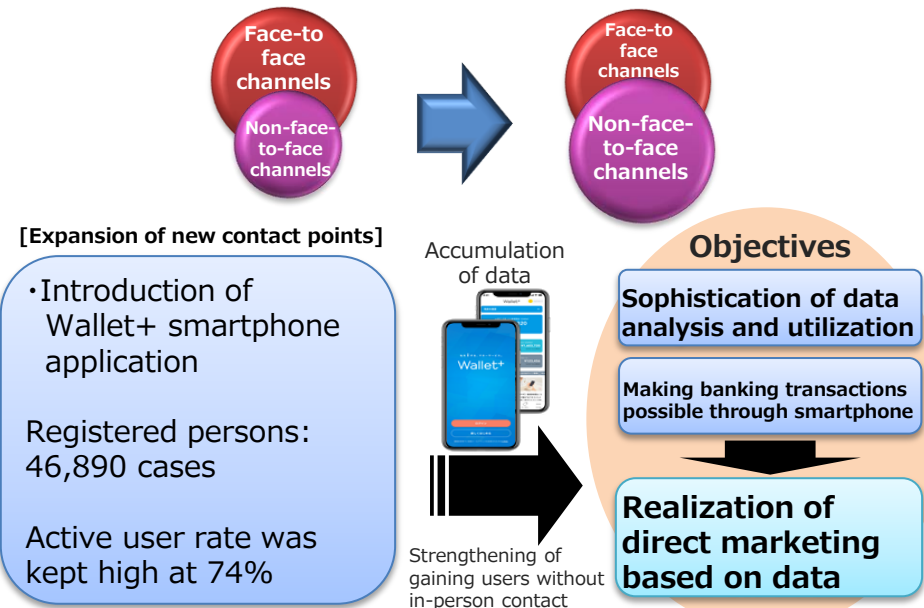 Face-to
face
channels
Non-face-
to-face
channels
Face-to
face
channels
Non-face-
to-face
channels
[Expansion of new contact points]
・Introduction of
Wallet+ smartphone
application
Registered persons:
46,890 cases
Active user rate was
kept high at 74%
Accumulation
of data
Wallet+
Strengthening of
gaining users without
in-person contact
Objectives
Sophistication of data
analysis and utilization
Making banking transactions
possible through smartphone
Realization of
direct marketing
based on data